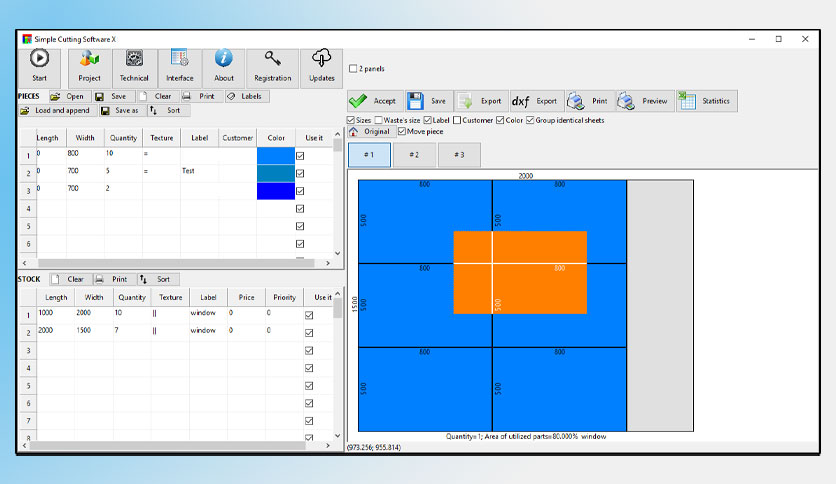 Simple Cutting Software X
Start Project Technical Interface About Registration Updates
2 panels
PIECES Open Save Clear Print Labels
Load and append Save as Sort
Accept Save Export dxf Export Print Preview Statistics
Sizes Waste's size Label Customer Color Group identical sheets
Original Move piece
# 1 # 2 # 3
Length Width Quantity Texture Label Customer Color Use it
1 0 800 10 =
2 0 700 5 = Test
3 0 700 2
4
5
6
STOCK Clear Print Sort
Length Width Quantity Texture Label Price Priority Use it
1 1000 2000 10 || window 0 0
2 2000 1500 7 || window 0 0
3
4
5
6
7
8
2000
800 800
500 500
800 800
1500
500 500
800 800
500 500
Quantity=1; Area of utilized parts=80.000% window
(973.256; 955.814)